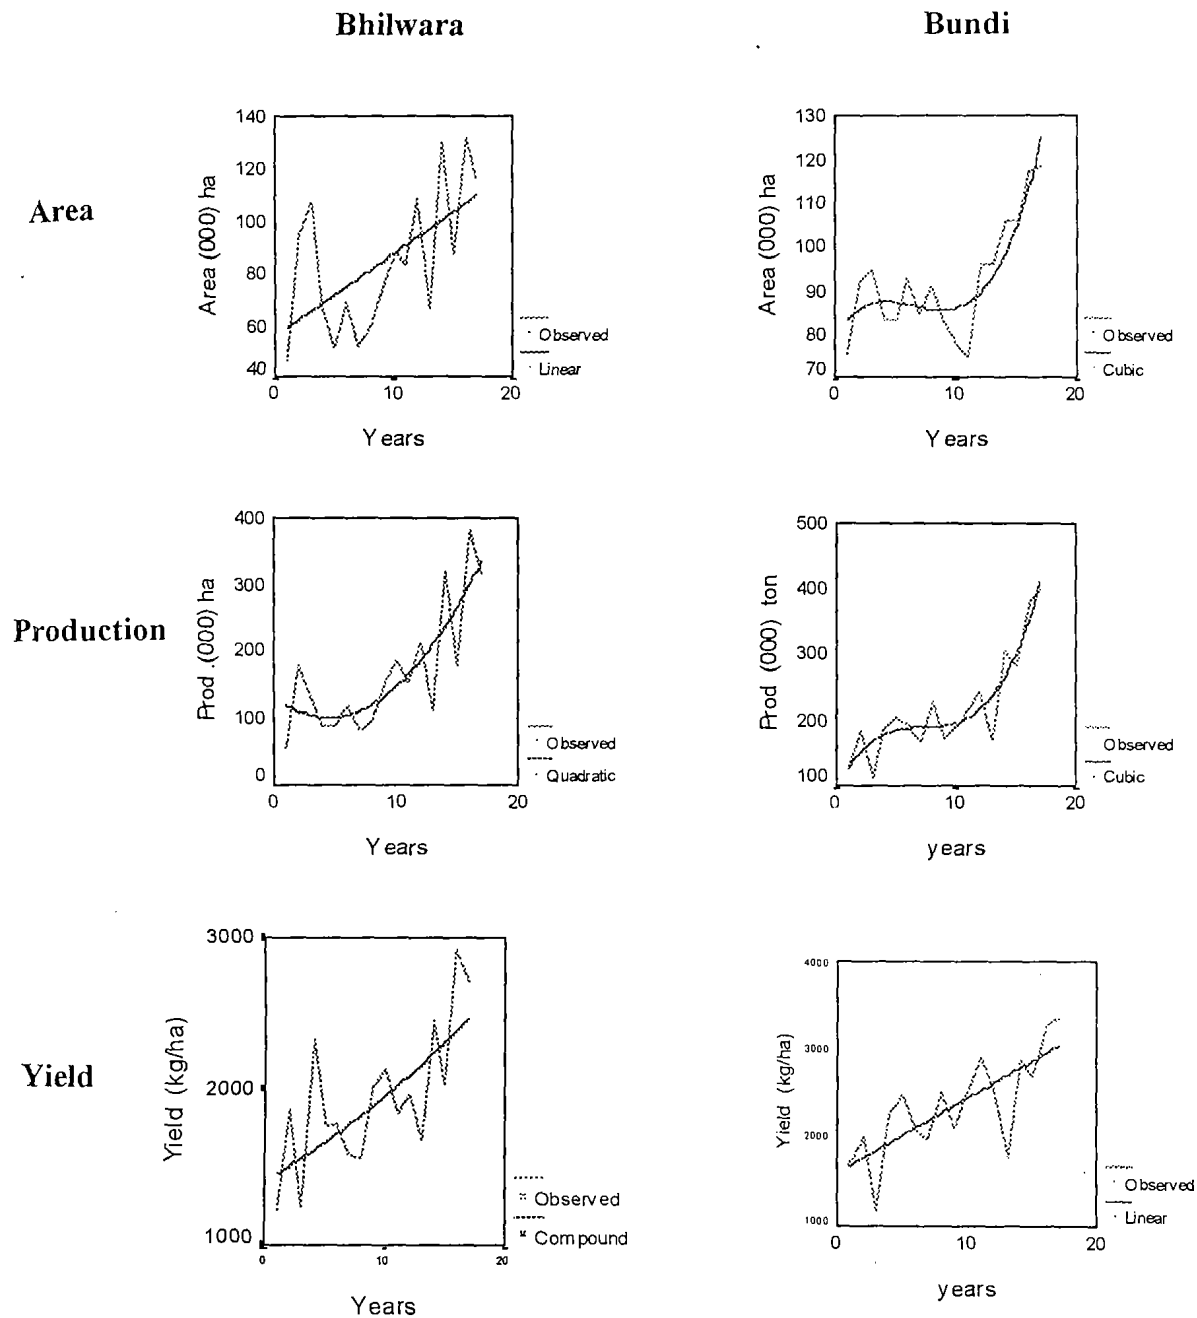 Bhilwara
Bundi
Area
Area (000) ha
140
120
100
80
60
40
0
10
20
Years
Observed
Linear
Area (000) ha
130
120
110
100
90
80
70
0
10
20
Years
Observed
Cubic
Production
Prod .(000) ha
400
300
200
100
0
0
10
20
Years
Observed
Quadratic
Prod (000) ton
500
400
300
200
100
0
10
20
years
Observed
Cubic
Yield
Yield (kg/ha)
3000
2000
1000
0
10
20
Years
Observed
Compound
Yield (kg/ha)
4000
3000
2000
1000
0
10
20
years
Observed
Linear